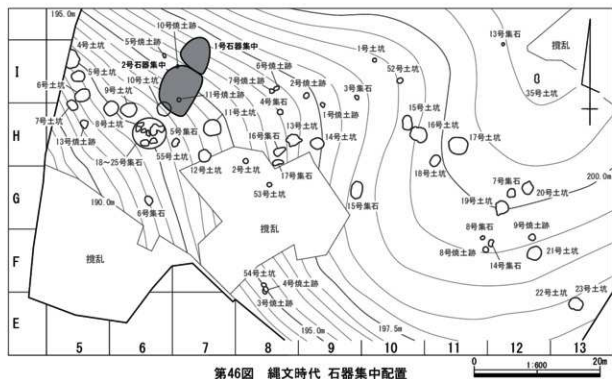 195.0m
10号焼土跡
5号焼土跡
4号土坑
1号石器集中
2号石器集中
10号土坑
5号土坑
6号土坑
9号土坑
7号焼土跡
6号焼土跡
2号焼土跡
3号集石
1号土坑
52号土坑
13号集石
撹乱
35号土坑
I
11号焼土跡
4号集石
1号焼土跡
8号土坑
7号土坑
13号焼土跡
5号集石
11号土坑
16号集石
13号土坑
14号土坑
15号土坑
16号土坑
17号土坑
H
18～25号集石
55号土坑
12号土坑
2号土坑
17号集石
18号土坑
200.0m
53号土坑
7号集石
20号土坑
G
190.0m
6号集石
15号集石
19号土坑
撹乱
撹乱
8号集石
9号焼土跡
F
8号焼土跡
14号集石
21号土坑
54号土坑
4号焼土跡
3号焼土跡
22号土坑
23号土坑
E
195.0m
197.5m
5 6 7 8 9 10 11 12 13
第46図 縄文時代 石器集中配置
0 1:600 20m